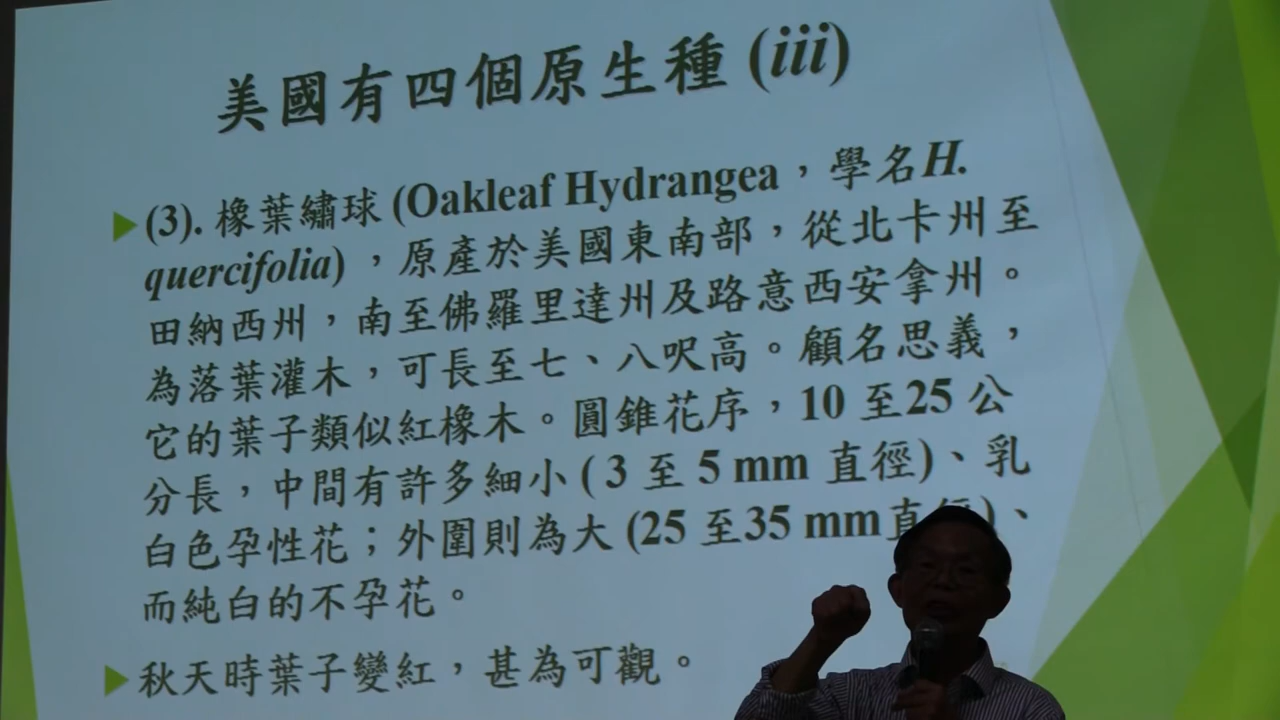 美國有四個原生種 (iii)
(3). 橡葉繡球 (Oakleaf Hydrangea，學名H.
quercifolia)，原產於美國東南部，從北卡州至
田納西州，南至佛羅里達州及路意西安拿州。
為落葉灌木，可長至七、八呎高。顧名思義，
它的葉子類似紅橡木。圓錐花序，10 至25 公
分長，中間有許多細小 ( 3 至 5 mm 直徑)、乳
白色孕性花；外圍則為大 (25 至35 mm直徑)、
而純白的不孕花。
秋天時葉子變紅，甚為可觀。